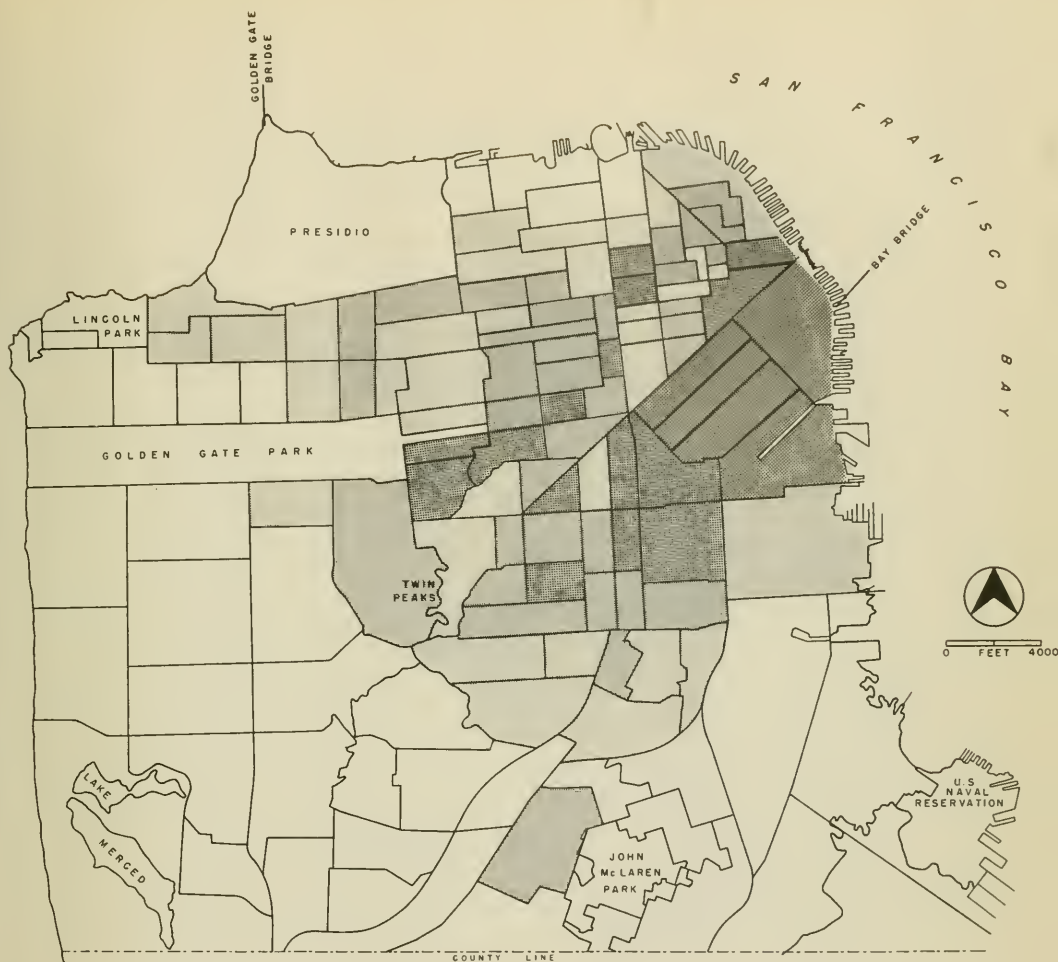 GOLDEN GATE
BRIDGE
SAN FRANCISCO BAY
BAY BRIDGE
PRESIDIO
LINCOLN
PARK
GOLDEN GATE PARK
TWIN
PEAKS
0 FEET 4000
LAKE
MERCED
U.S
NAVAL
RESERVATION
JOHN
McLAREN
PARK
COUNTY LINE